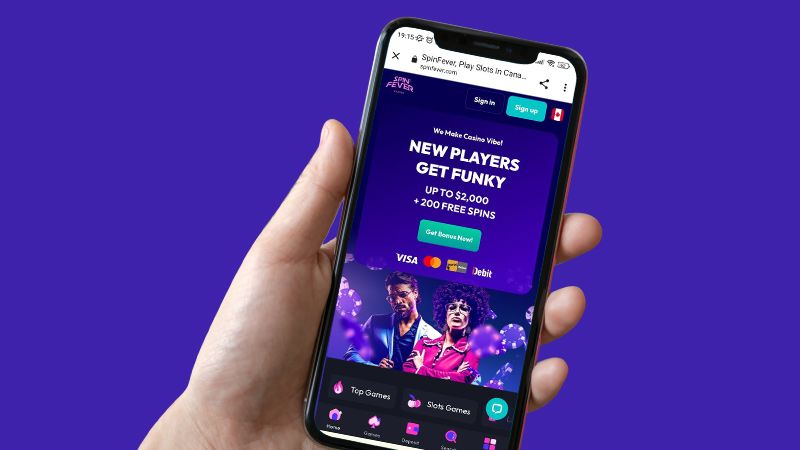 19:15
SpinFever, Play Slots in Cana...
spinfever.com
SPIN
FEVER
Sign in
Sign up
We Make Casino Vibe!
NEW PLAYERS
GET FUNKY
UP TO $2,000
+ 200 FREE SPINS
Get Bonus Now!
VISA
Debit
Top Games
Slots Games
Home
Games
Deposit